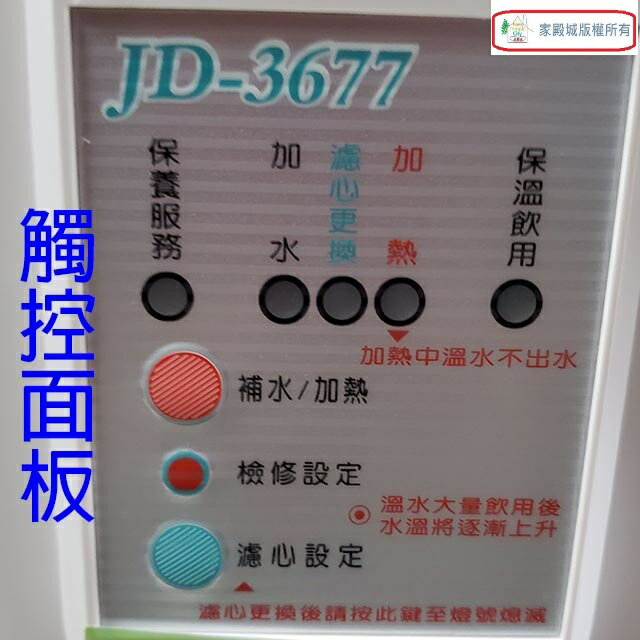 家殿城版權所有
JD-3677
保養服務
加水
濾心更換
加熱
保溫飲用
觸控面板
加熱中溫水不出水
補水/加熱
檢修設定
溫水大量飲用後
水溫將逐漸上升
濾心設定
濾心更換後請按此鍵至燈號熄滅